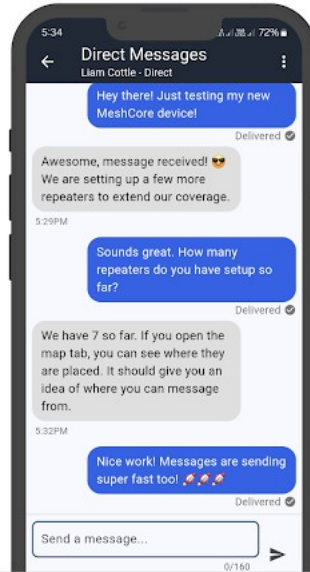 5:34
72%
Direct Messages
Liam Cottle - Direct
Hey there! Just testing my new
MeshCore device!
Delivered
Awesome, message received! 😎
We are setting up a few more
repeaters to extend our coverage.
5:29PM
Sounds great. How many
repeaters do you have setup so
far?
Delivered
We have 7 so far. If you open the
map tab, you can see where they
are placed. It should give you an
idea of where you can message
from.
5:32PM
Nice work! Messages are sending
super fast too! 🚀🚀🚀
Delivered
Send a message...
0/160